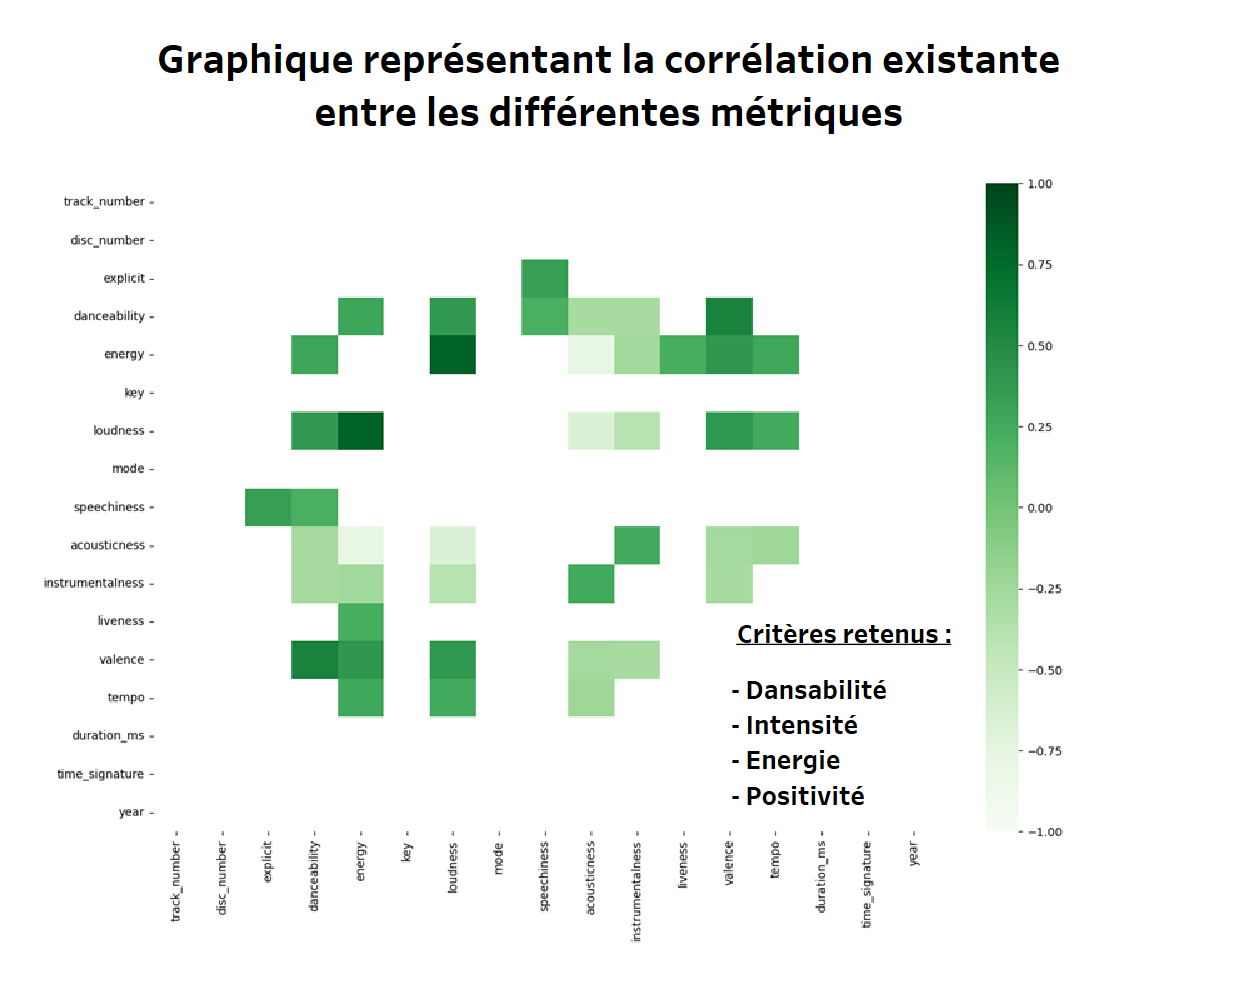 Graphique représentant la corrélation existante
entre les différentes métriques
track_number
disc_number
explicit
danceability
energy
key
loudness
mode
speechiness
acousticness
instrumentalness
liveness
valence
tempo
duration_ms
time_signature
year
track_number
disc_number
explicit
danceability
energy
key
loudness
mode
speechiness
acousticness
instrumentalness
liveness
valence
tempo
duration_ms
time_signature
year
1.00
0.75
0.50
0.25
0.00
−0.25
−0.50
−0.75
−1.00
Critères retenus :
- Dansabilité
- Intensité
- Energie
- Positivité